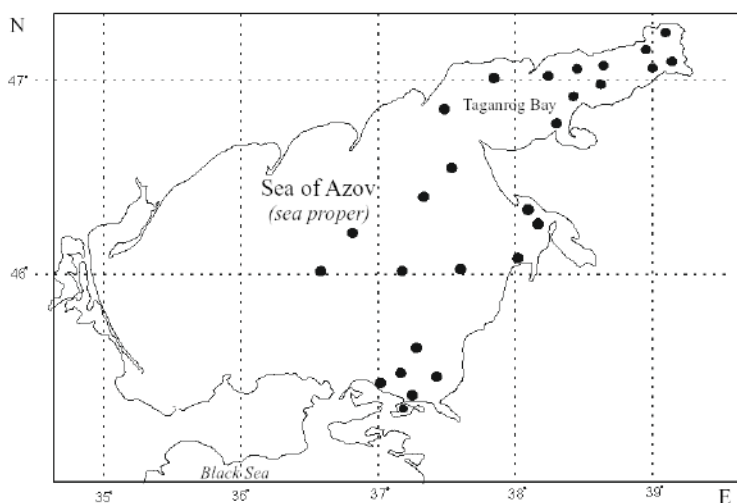 N
47°
Taganrog Bay
Sea of Azov
(sea proper)
46°
Black Sea
35° 36° 37° 38° 39° E